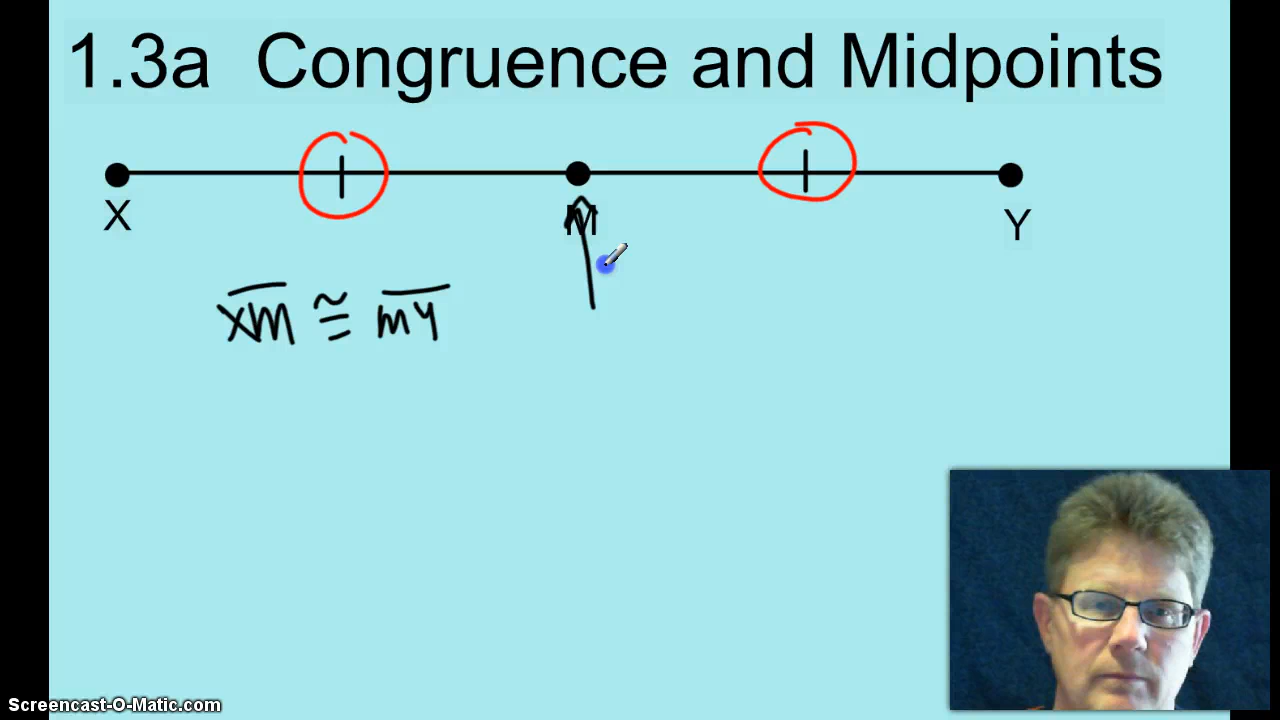 1.3a Congruence and Midpoints
X M Y
XM ≅ MY
Screencast-O-Matic.com